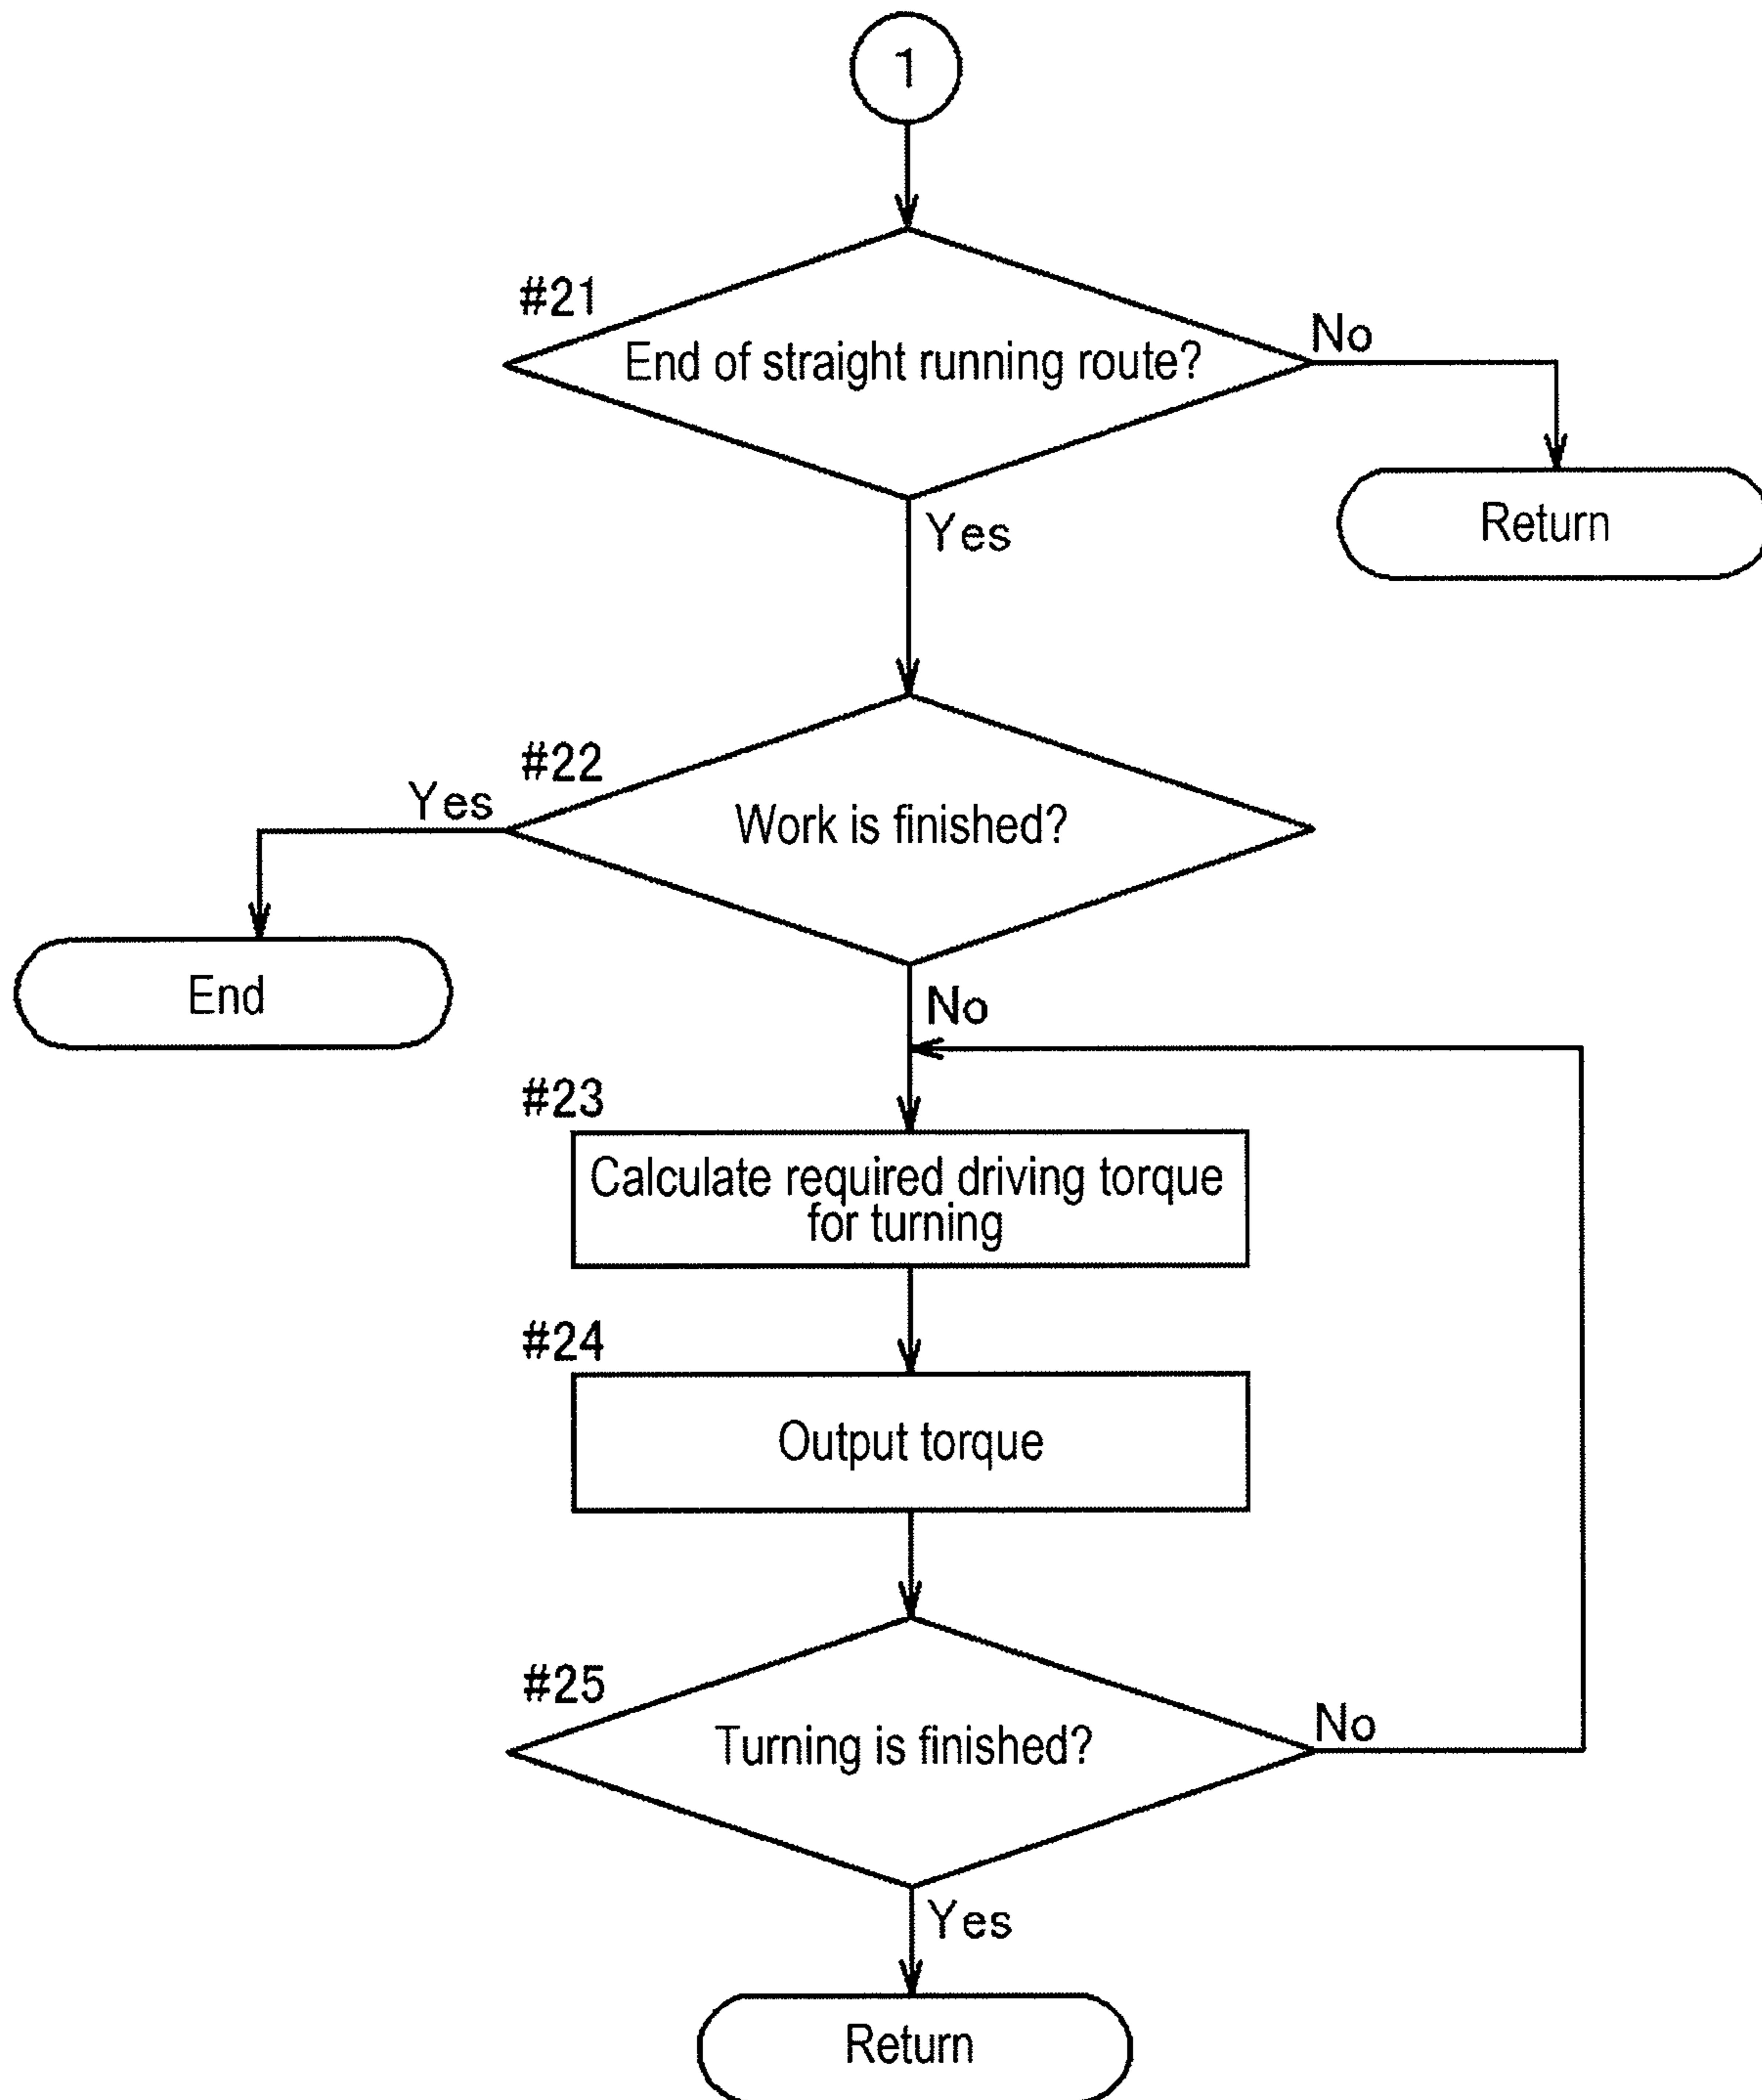 1
#21
End of straight running route?
No
Return
Yes
#22
Yes
Work is finished?
End
No
#23
Calculate required driving torque
for turning
#24
Output torque
#25
Turning is finished?
No
Yes
Return